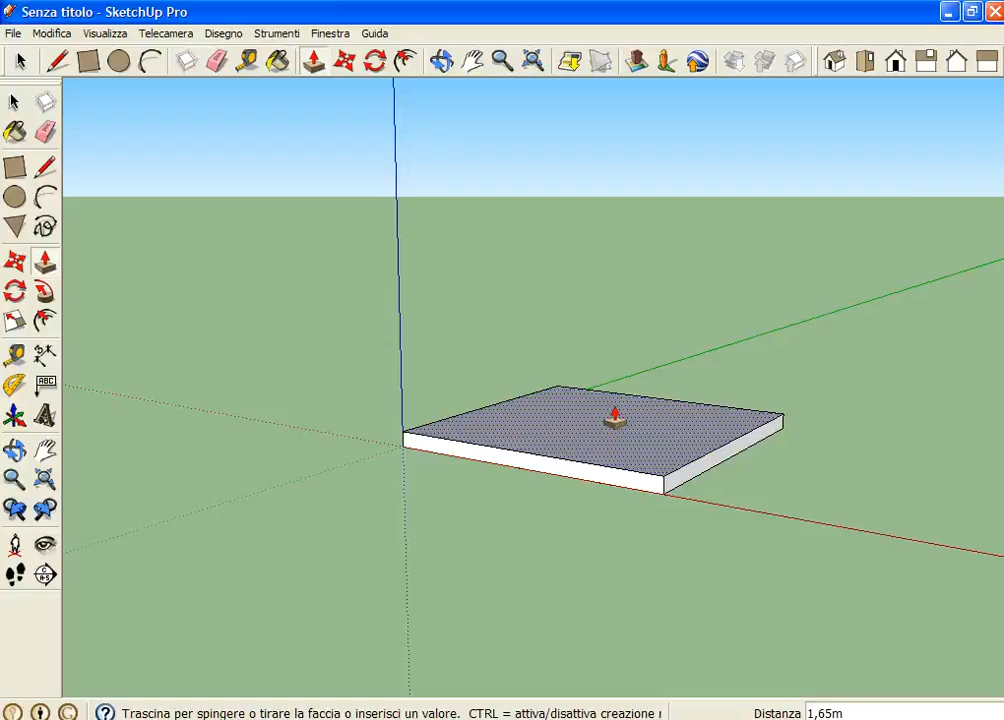 Senza titolo - SketchUp Pro
File Modifica Visualizza Telecamera Disegno Strumenti Finestra Guida
ABC
Trascina per spingere o tirare la faccia o inserisci un valore. CTRL = attiva/disattiva creazione Distanza 1,65m